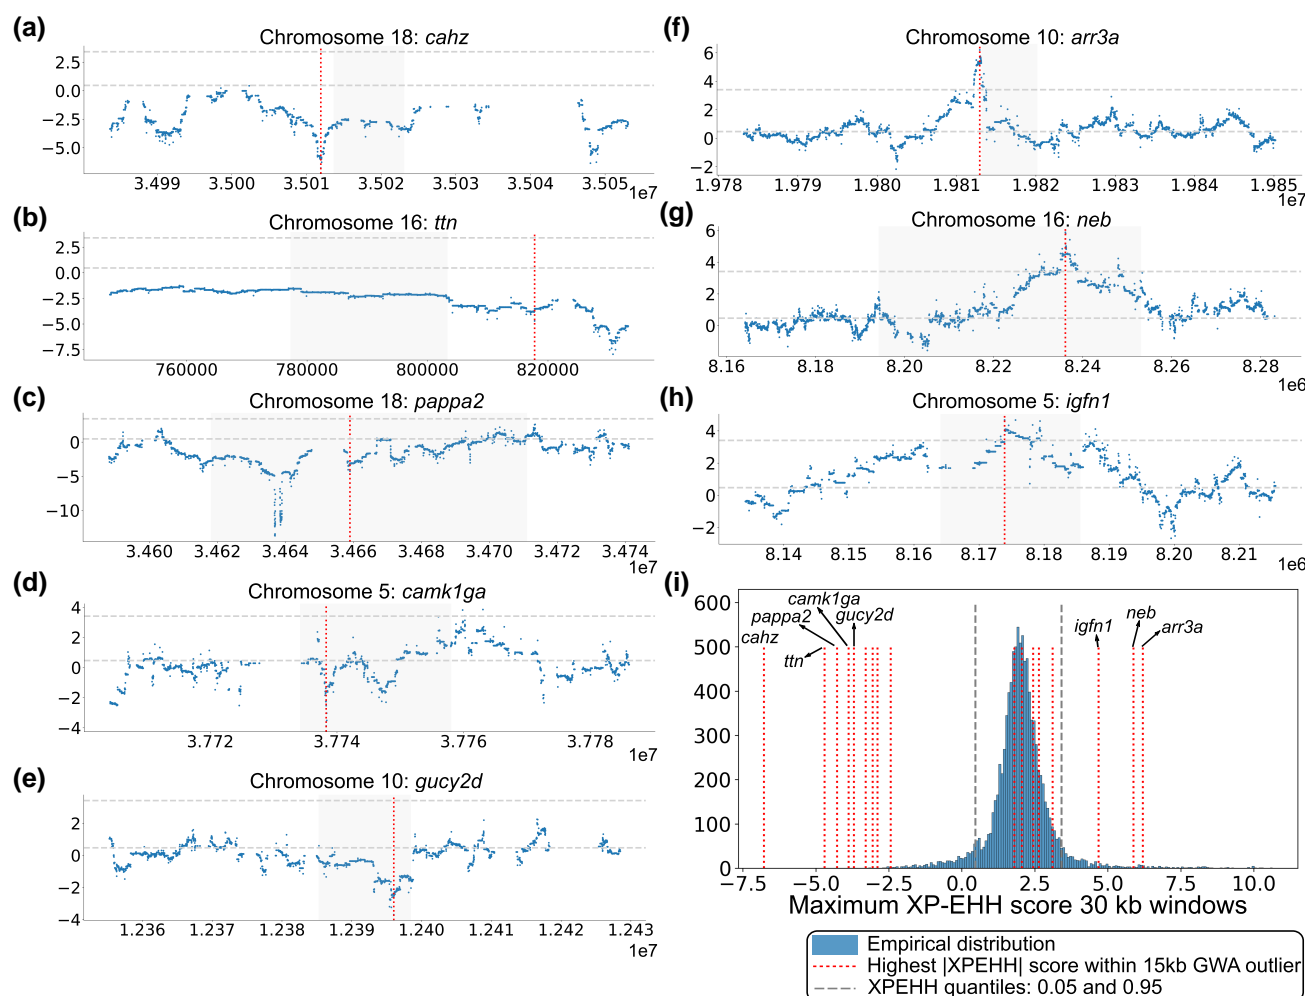 (a)
Chromosome 18: cahz
2.5
0.0
−2.5
−5.0
3.499 3.500 3.501 3.502 3.503 3.504 3.505
1e7
(b)
Chromosome 16: ttn
2.5
0.0
−2.5
−5.0
−7.5
760000 780000 800000 820000
(c)
Chromosome 18: pappa2
0
−5
−10
3.460 3.462 3.464 3.466 3.468 3.470 3.472 3.474
1e7
(d)
Chromosome 5: camk1ga
4
2
0
−2
−4
3.772 3.774 3.776 3.778
1e7
(e)
Chromosome 10: gucy2d
2
0
−2
−4
1.236 1.237 1.238 1.239 1.240 1.241 1.242 1.243
1e7
(f)
Chromosome 10: arr3a
6
4
2
0
−2
1.978 1.979 1.980 1.981 1.982 1.983 1.984 1.985
1e7
(g)
Chromosome 16: neb
6
4
2
0
8.16 8.18 8.20 8.22 8.24 8.26 8.28
1e6
(h)
Chromosome 5: igfn1
4
2
0
−2
8.14 8.15 8.16 8.17 8.18 8.19 8.20 8.21
1e6
(i)
600
500
400
300
200
100
0
camk1ga
pappa2 gucy2d
cahz
ttn
igfn1 neb
arr3a
−7.5 −5.0 −2.5 0.0 2.5 5.0 7.5 10.0
Maximum XP-EHH score 30 kb windows
Empirical distribution
Highest |XPEHH| score within 15kb GWA outlier
XPEHH quantiles: 0.05 and 0.95